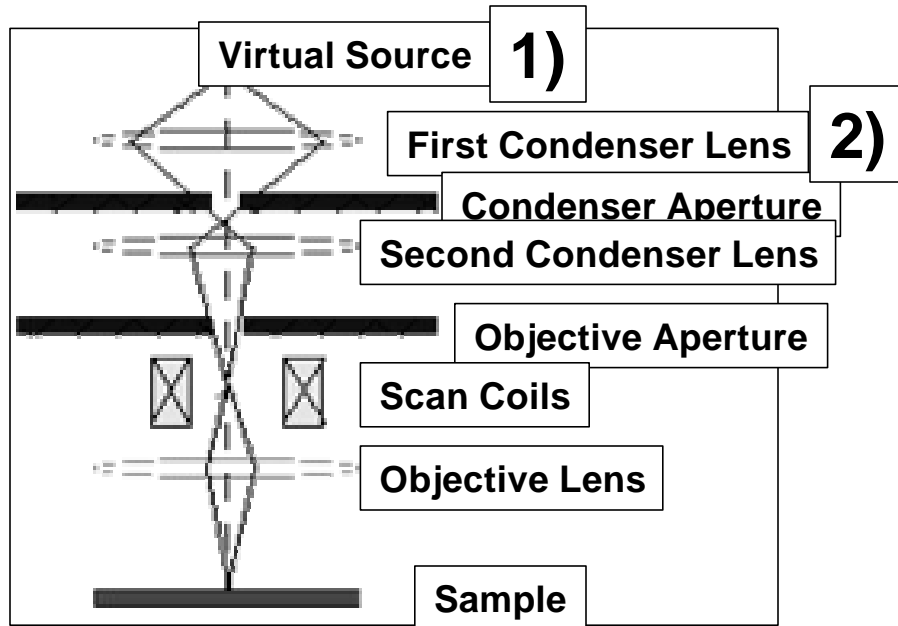 Virtual Source
1)
First Condenser Lens
2)
Condenser Aperture
Second Condenser Lens
Objective Aperture
Scan Coils
Objective Lens
Sample